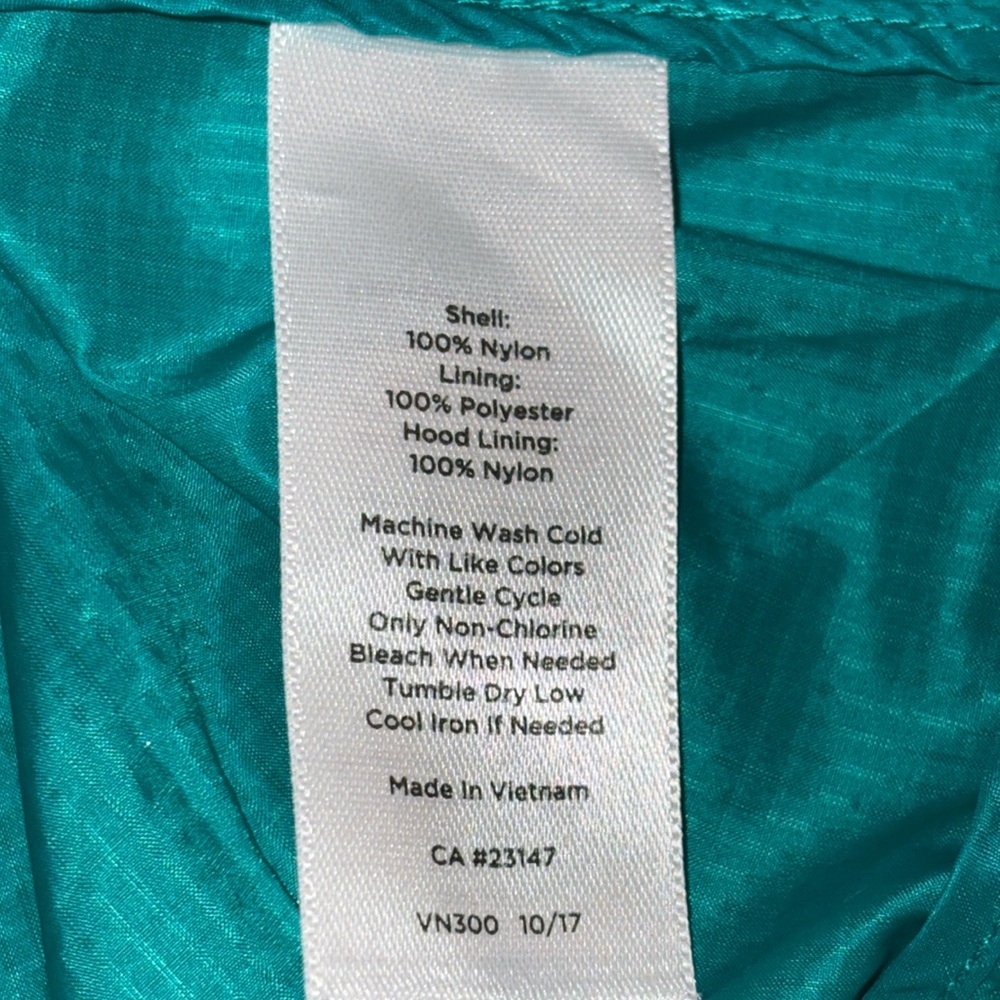 Shell:
100% Nylon
Lining:
100% Polyester
Hood Lining:
100% Nylon
Machine Wash Cold
With Like Colors
Gentle Cycle
Only Non-Chlorine
Bleach When Needed
Tumble Dry Low
Cool Iron If Needed
Made In Vietnam
CA #23147
VN300 10/17